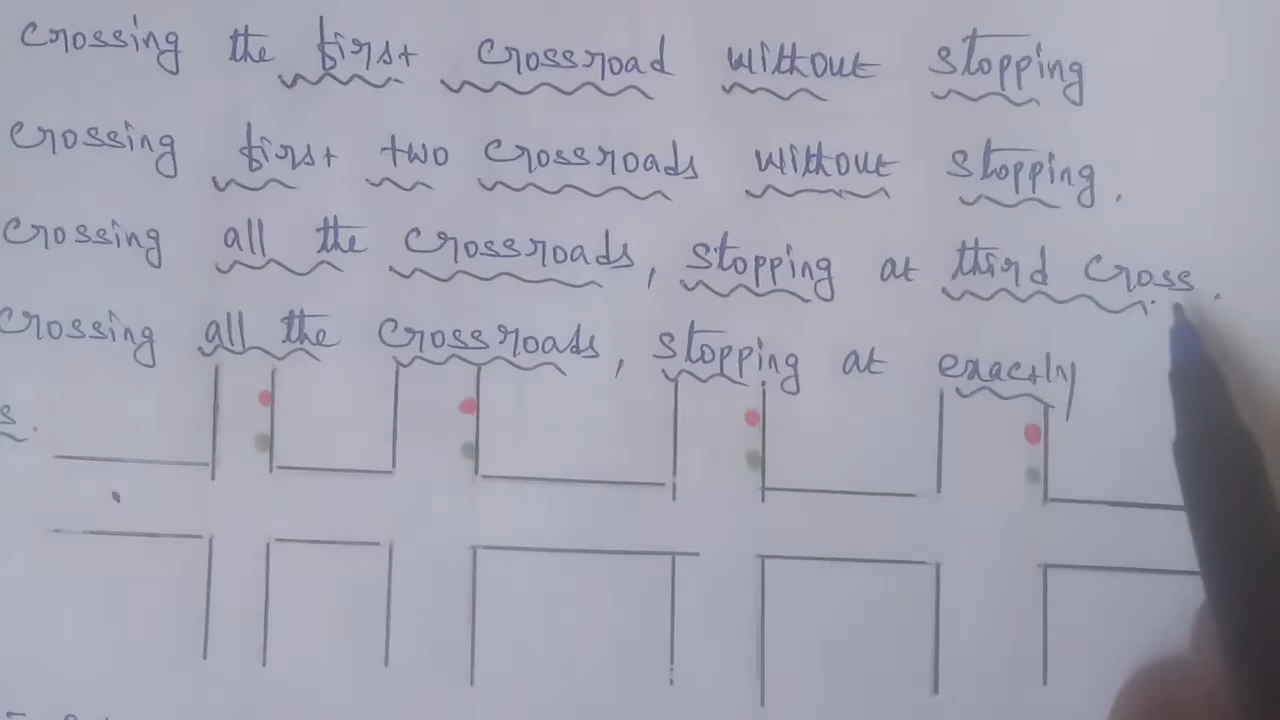 crossing the first crossroad without stopping
crossing first two crossroads without stopping.
crossing all the crossroads, stopping at third cross.
crossing all the crossroads, stopping at exactly
s.